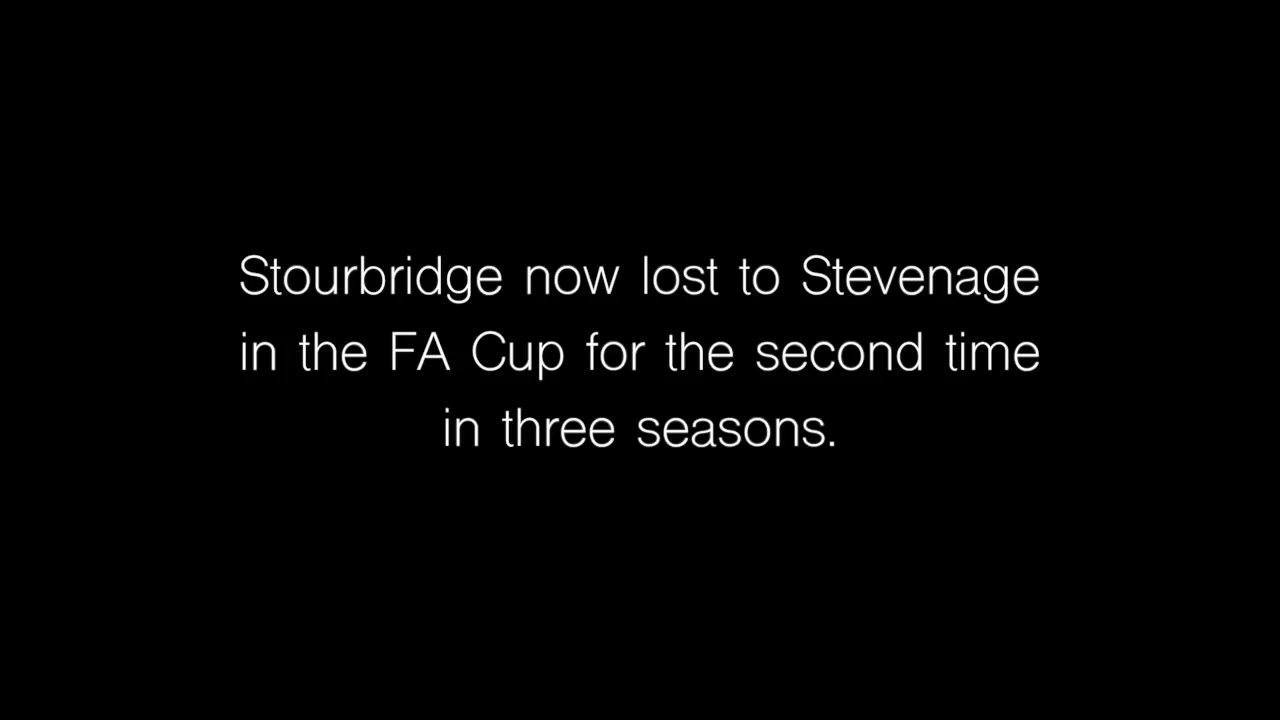 Stourbridge now lost to Stevenage
in the FA Cup for the second time
in three seasons.